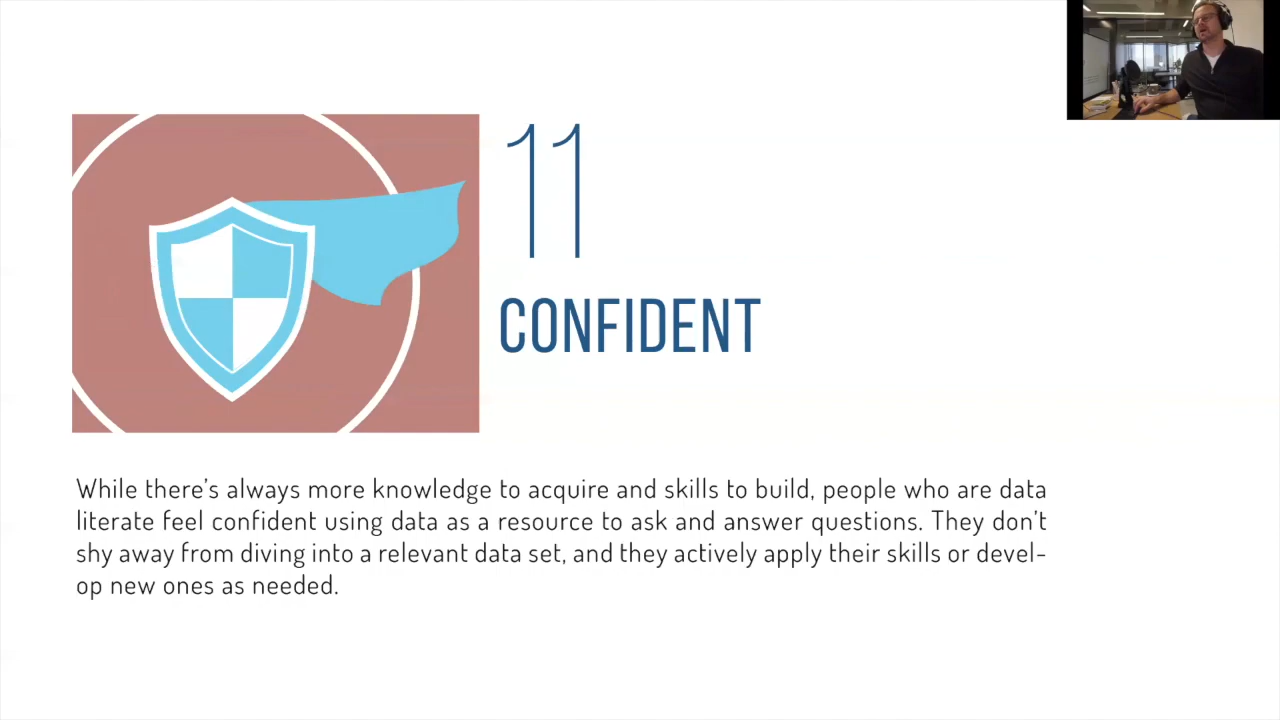 11
CONFIDENT
While there's always more knowledge to acquire and skills to build, people who are data
literate feel confident using data as a resource to ask and answer questions. They don't
shy away from diving into a relevant data set, and they actively apply their skills or devel-
op new ones as needed.